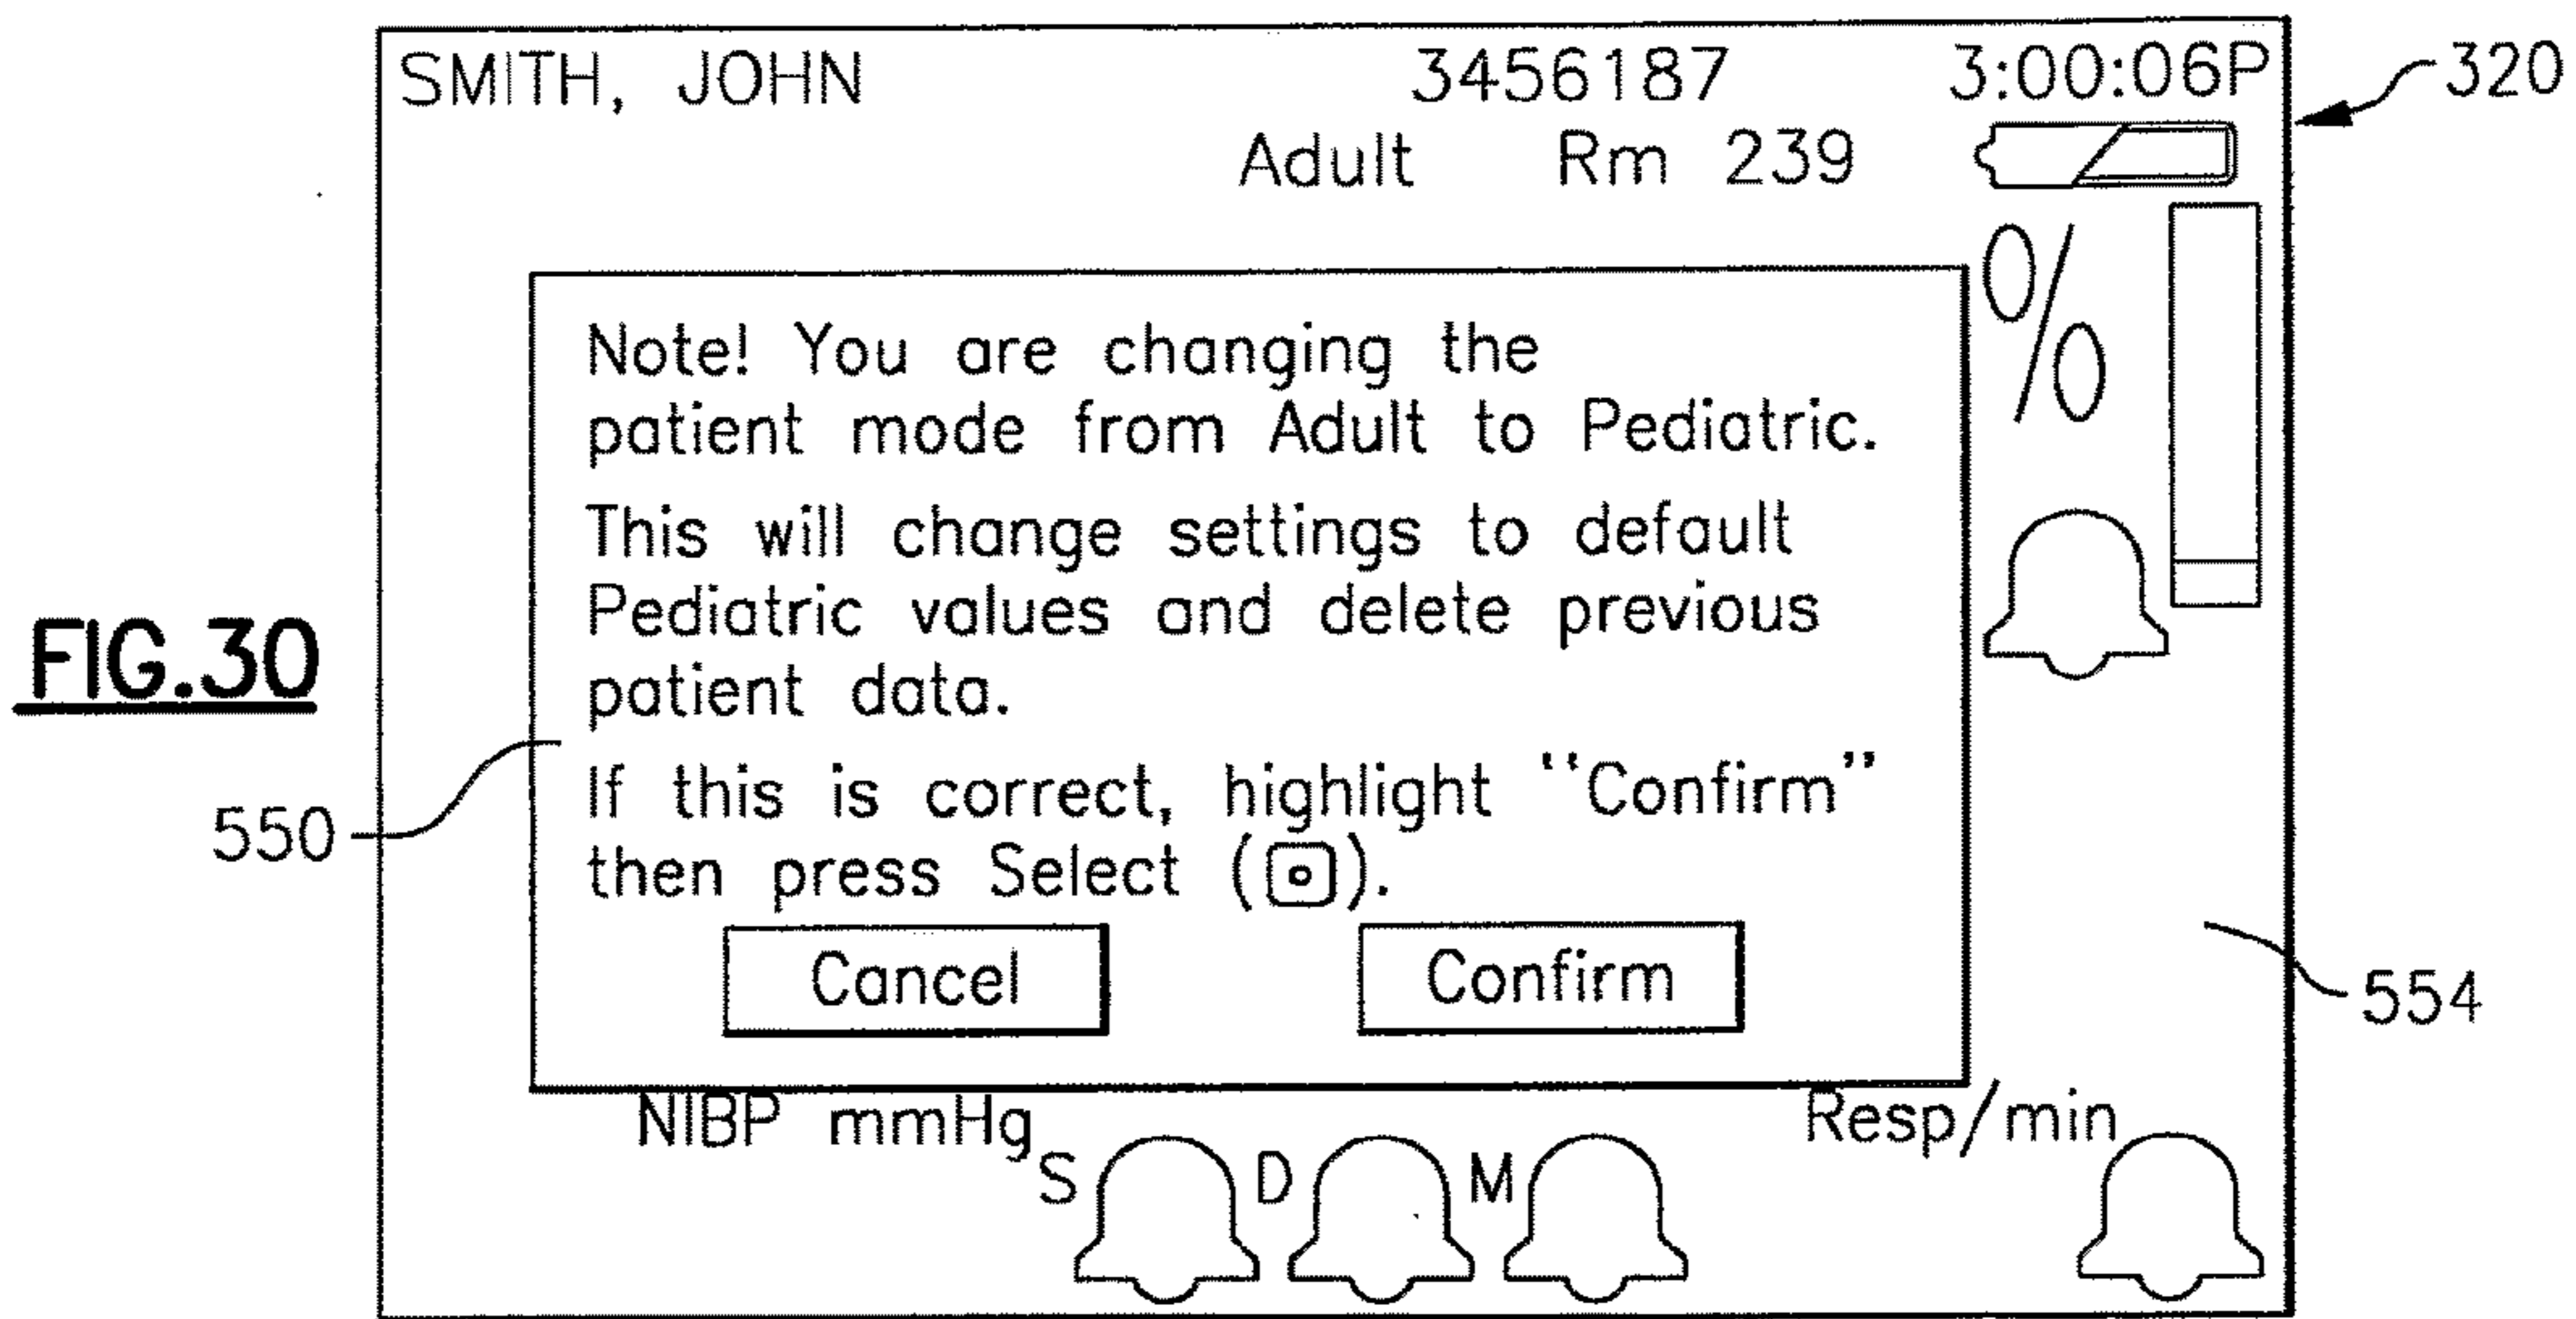 SMITH, JOHN 3456187 3:00:06P 320
Adult Rm 239
%
Note! You are changing the
patient mode from Adult to Pediatric.
This will change settings to default
Pediatric values and delete previous
patient data.
FIG.30
If this is correct, highlight "Confirm"
550
then press Select (⊡).
Cancel Confirm
554
NIBP mmHg Resp/min
S D M